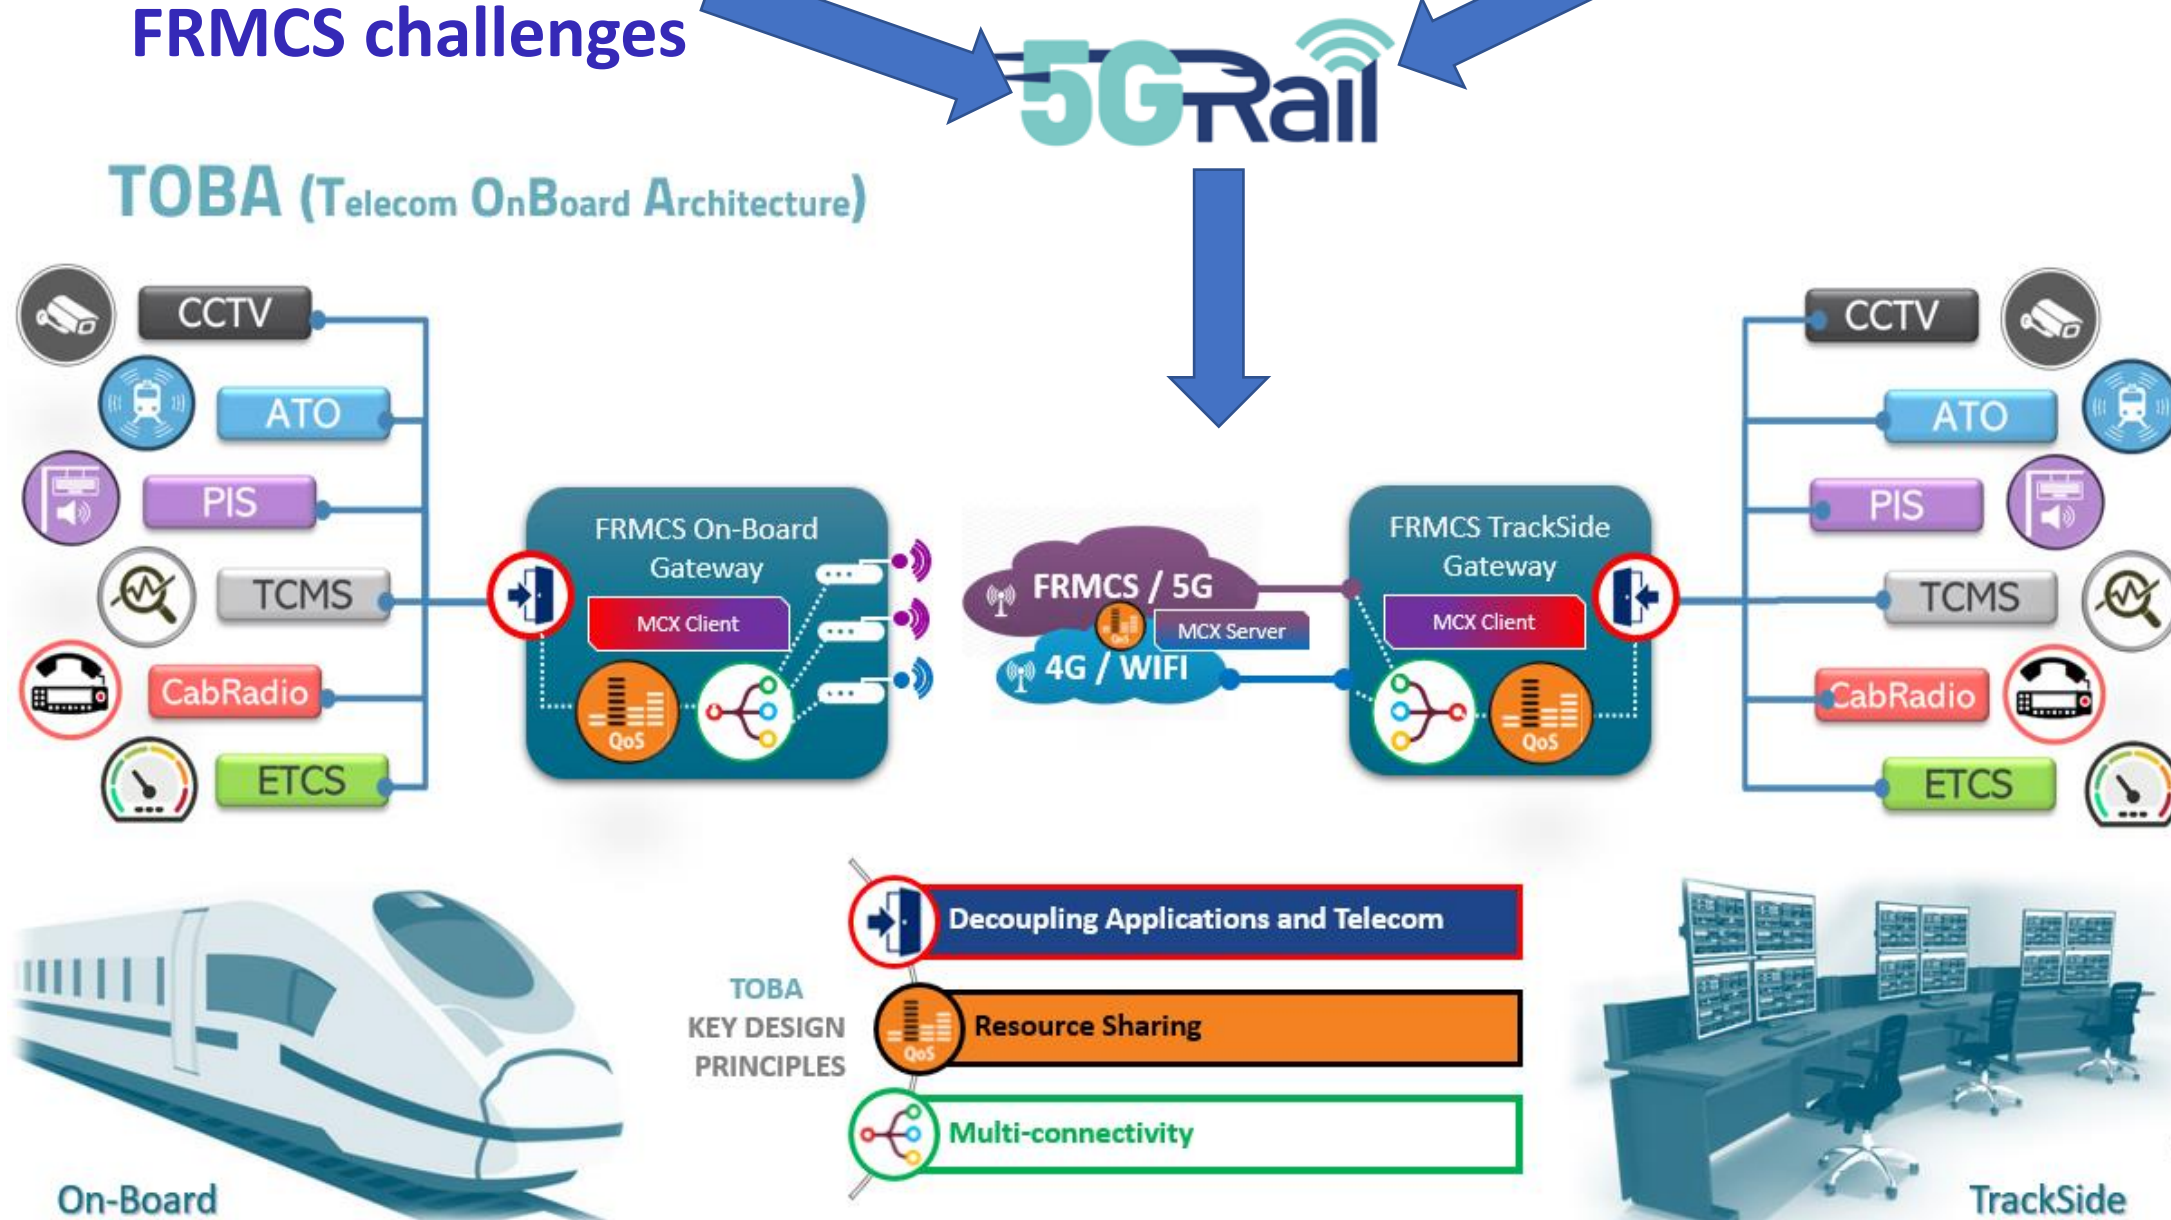 FRMCS challenges
5GRail
TOBA (Telecom OnBoard Architecture)
CCTV
ATO
PIS
TCMS
CabRadio
ETCS
FRMCS On-Board
Gateway
MCX Client
QoS
FRMCS / 5G
QoS
MCX Server
4G / WIFI
FRMCS TrackSide
Gateway
MCX Client
QoS
CCTV
ATO
PIS
TCMS
CabRadio
ETCS
TOBA
KEY DESIGN
PRINCIPLES
Decoupling Applications and Telecom
QoS
Resource Sharing
Multi-connectivity
On-Board
TrackSide